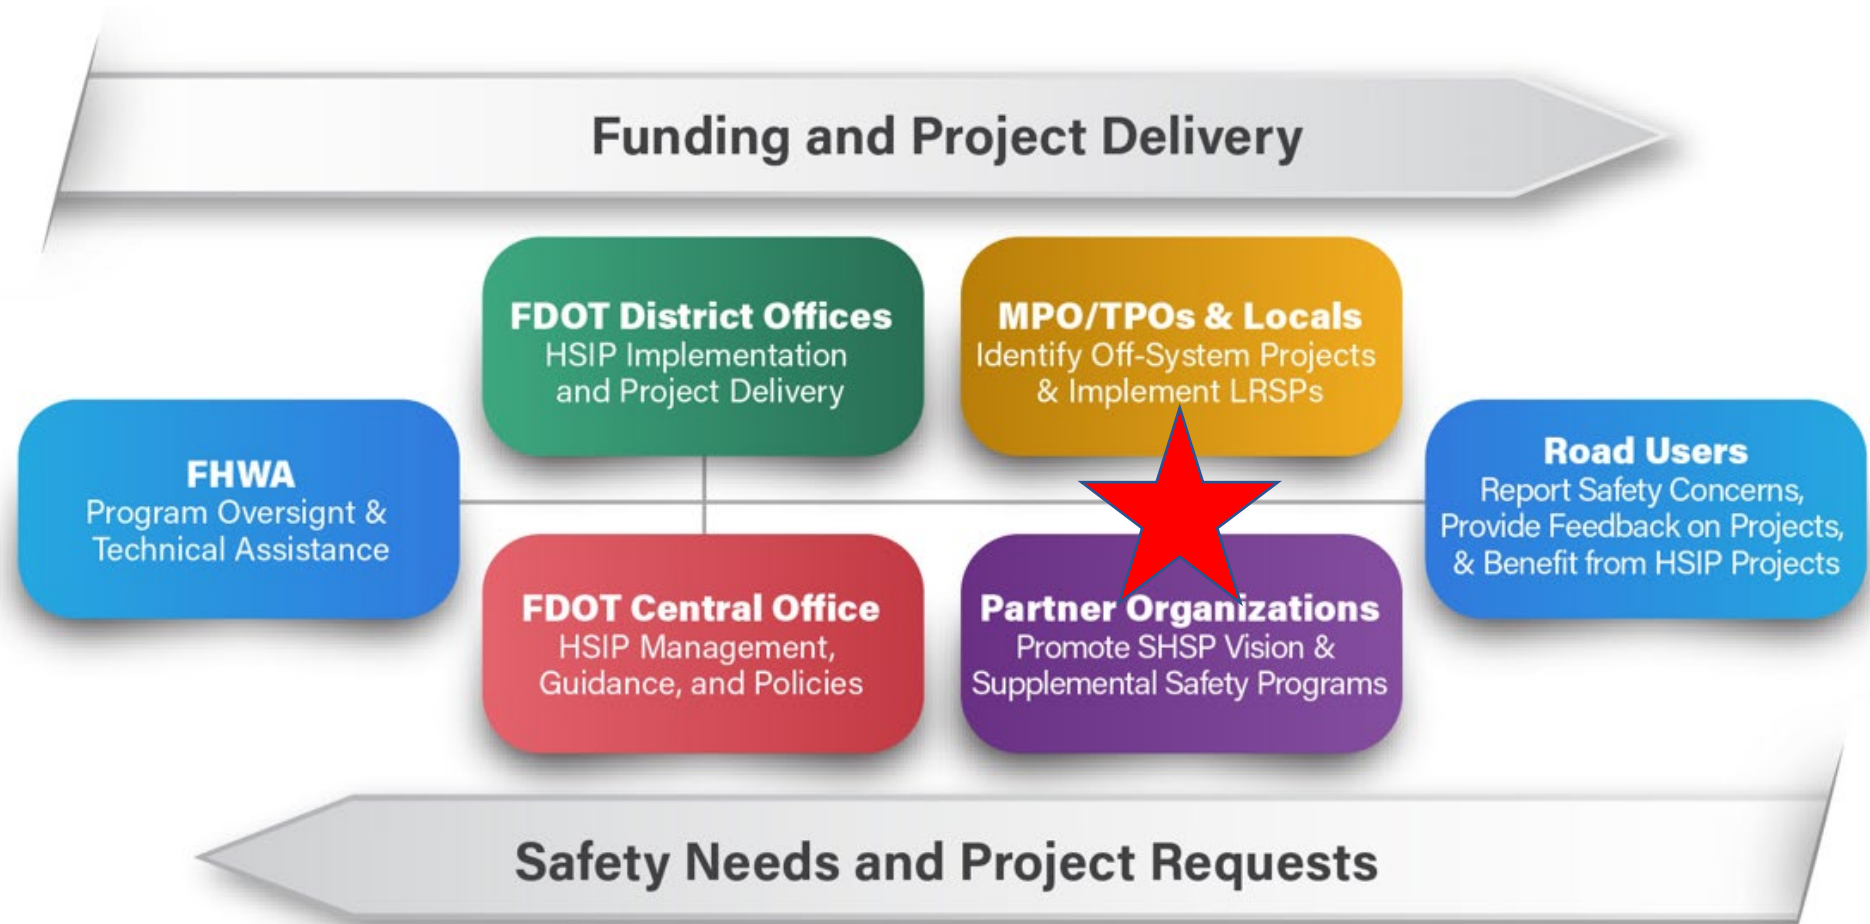 Funding and Project Delivery
FDOT District Offices
HSIP Implementation
and Project Delivery
MPO/TPOs & Locals
Identify Off-System Projects
& Implement LRSPs
FHWA
Program Oversignt &
Technical Assistance
Road Users
Report Safety Concerns,
Provide Feedback on Projects,
& Benefit from HSIP Projects
FDOT Central Office
HSIP Management,
Guidance, and Policies
Partner Organizations
Promote SHSP Vision &
Supplemental Safety Programs
Safety Needs and Project Requests